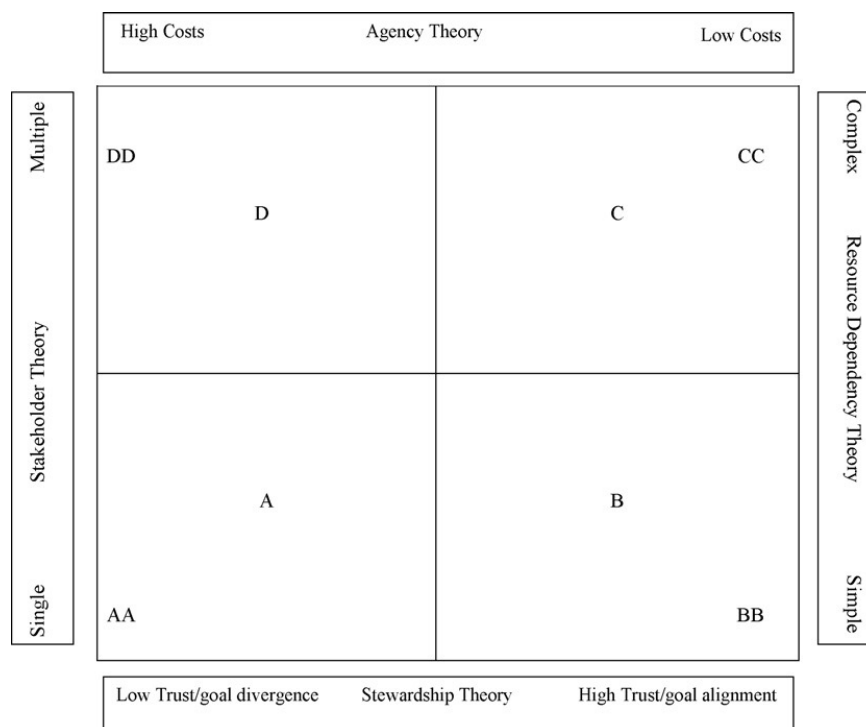 High Costs Agency Theory Low Costs
Multiple
Stakeholder Theory
Single
DD
CC
D
C
A
B
AA
BB
Complex
Resource Dependency Theory
Simple
Low Trust/goal divergence Stewardship Theory High Trust/goal alignment